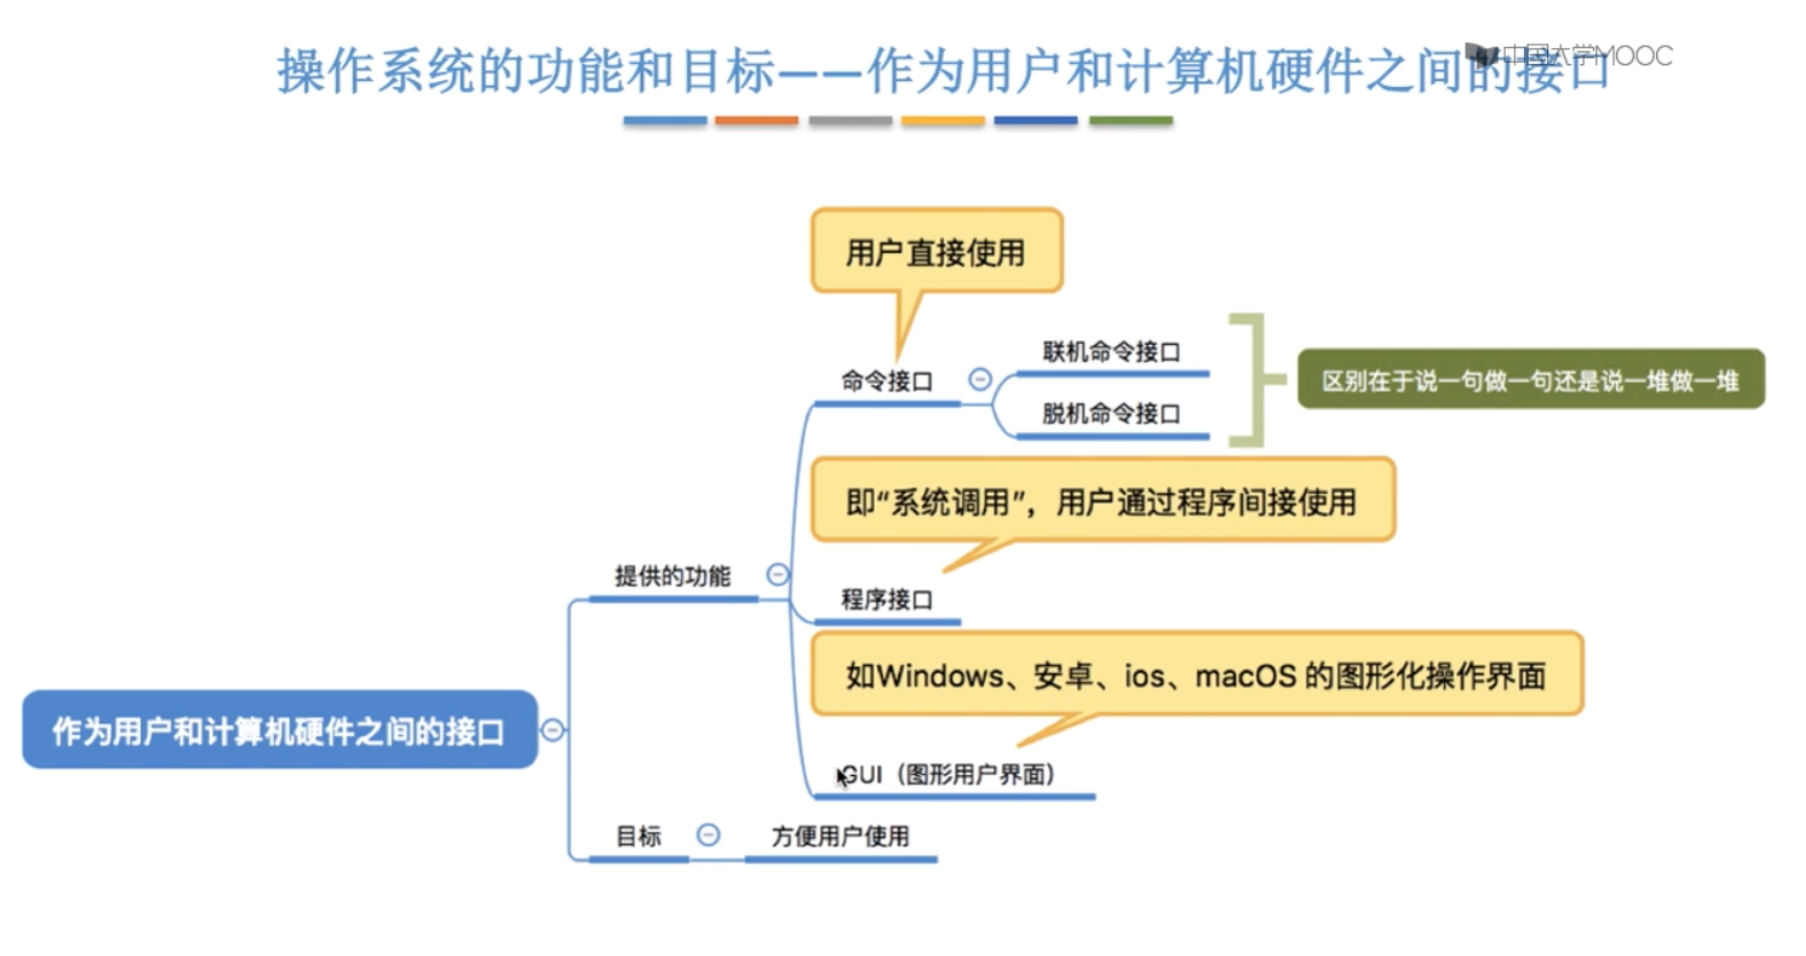 操作系统的功能和目标——作为用户和计算机硬件之间的接口
中国大学MOOC
用户直接使用
命令接口
联机命令接口
脱机命令接口
区别在于说一句做一句还是说一堆做一堆
即“系统调用”，用户通过程序间接使用
提供的功能
程序接口
如Windows、安卓、ios、macOS 的图形化操作界面
作为用户和计算机硬件之间的接口
GUI（图形用户界面）
目标
方便用户使用